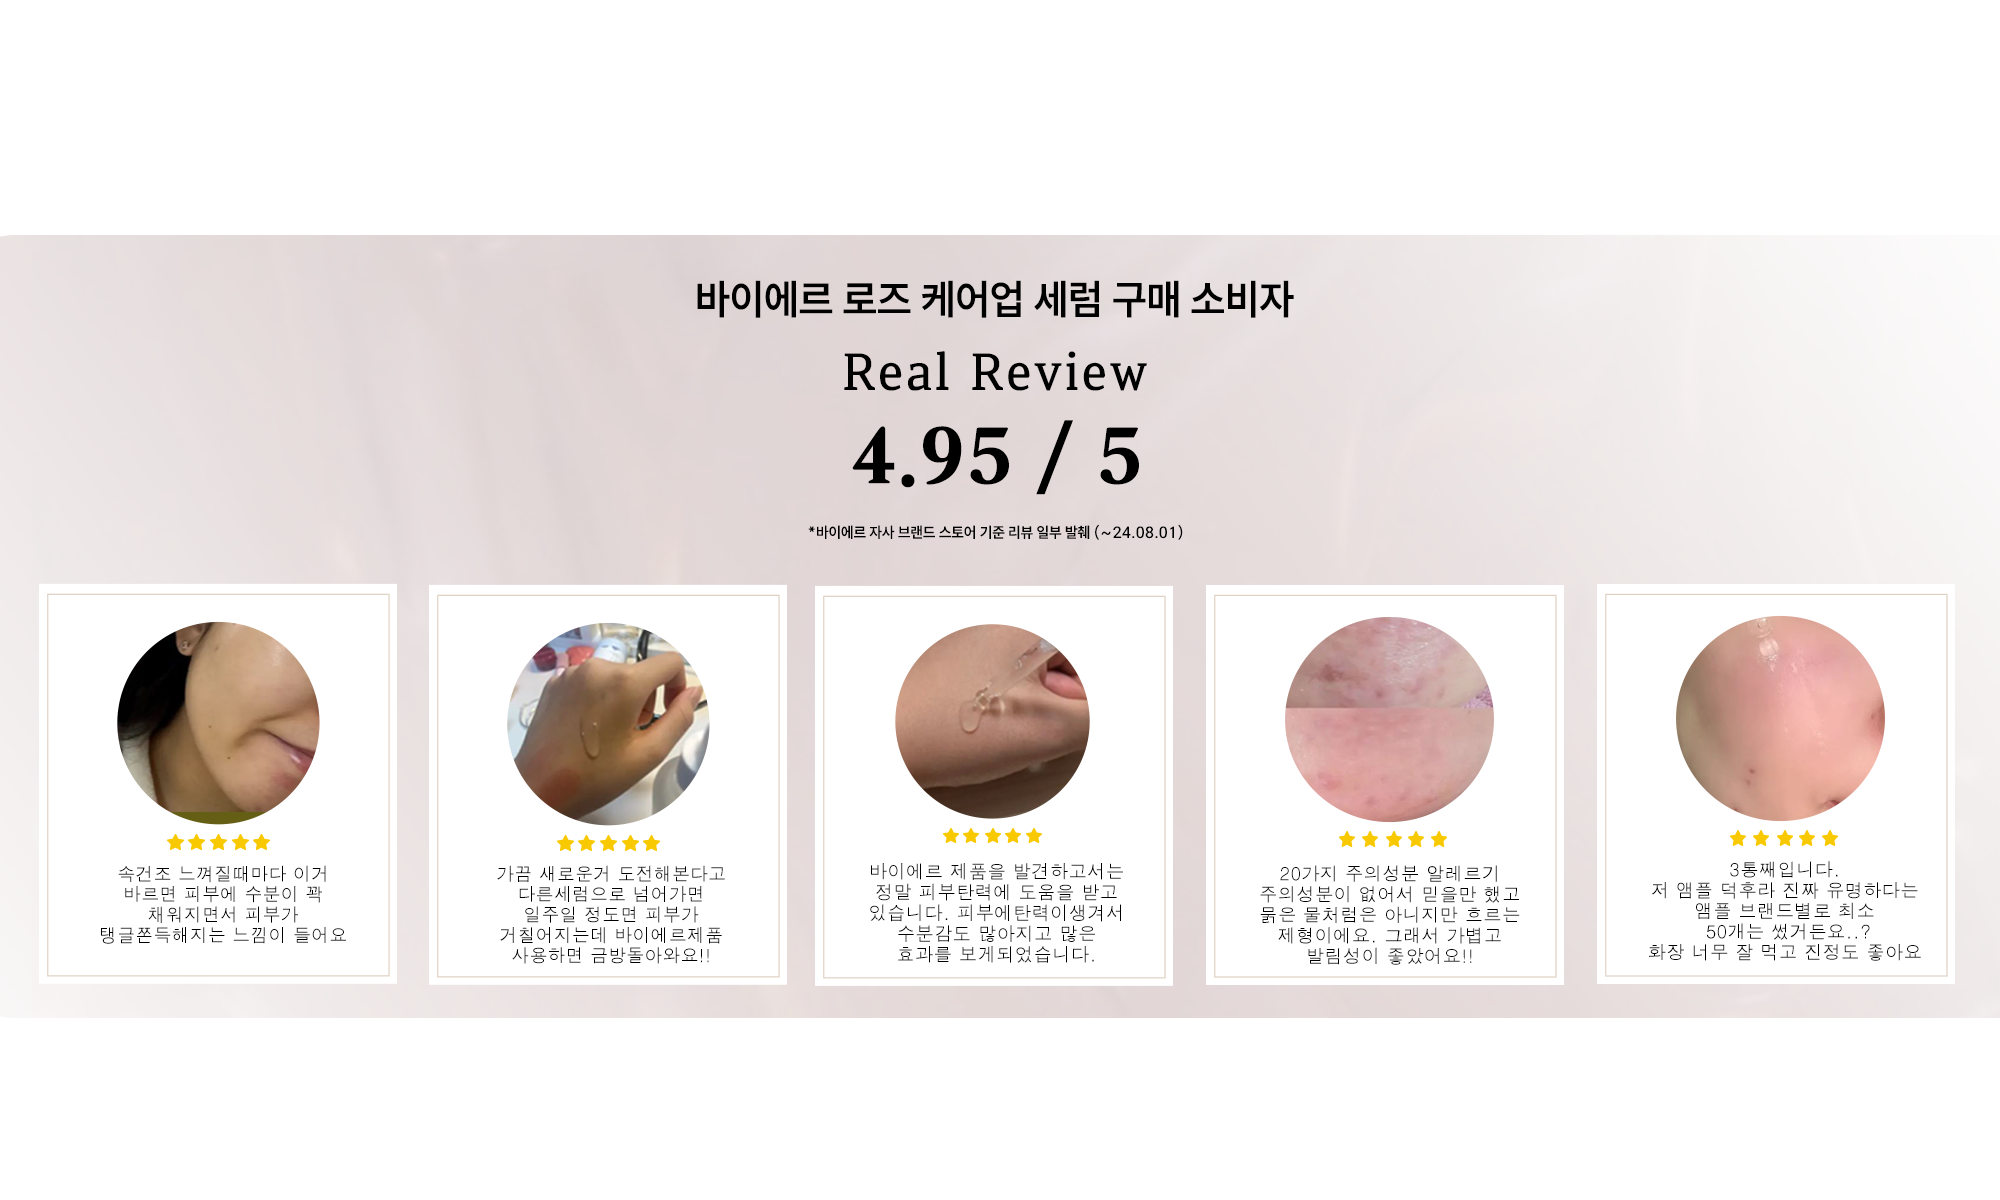 바이에르 로즈 케어업 세럼 구매 소비자
Real Review
4.95 / 5
*바이에르 자사 브랜드 스토어 기준 리뷰 일부 발췌 (~24.08.01)
속건조 느껴질때마다 이거
바르면 피부에 수분이 꽉
채워지면서 피부가
탱글쫀득해지는 느낌이 들어요
가끔 새로운거 도전해본다고
다른세럼으로 넘어가면
일주일 정도면 피부가
거칠어지는데 바이에르제품
사용하면 금방돌아와요!!
바이에르 제품을 발견하고서는
정말 피부탄력에 도움을 받고
있습니다. 피부에탄력이생겨서
수분감도 많아지고 많은
효과를 보게되었습니다.
20가지 주의성분 알레르기
주의성분이 없어서 믿을만 했고
묽은 물처럼은 아니지만 흐르는
제형이에요. 그래서 가볍고
발림성이 좋았어요!!
3통째입니다.
저 앰플 덕후라 진짜 유명하다는
앰플 브랜드별로 최소
50개는 썼거든요..?
화장 너무 잘 먹고 진정도 좋아요